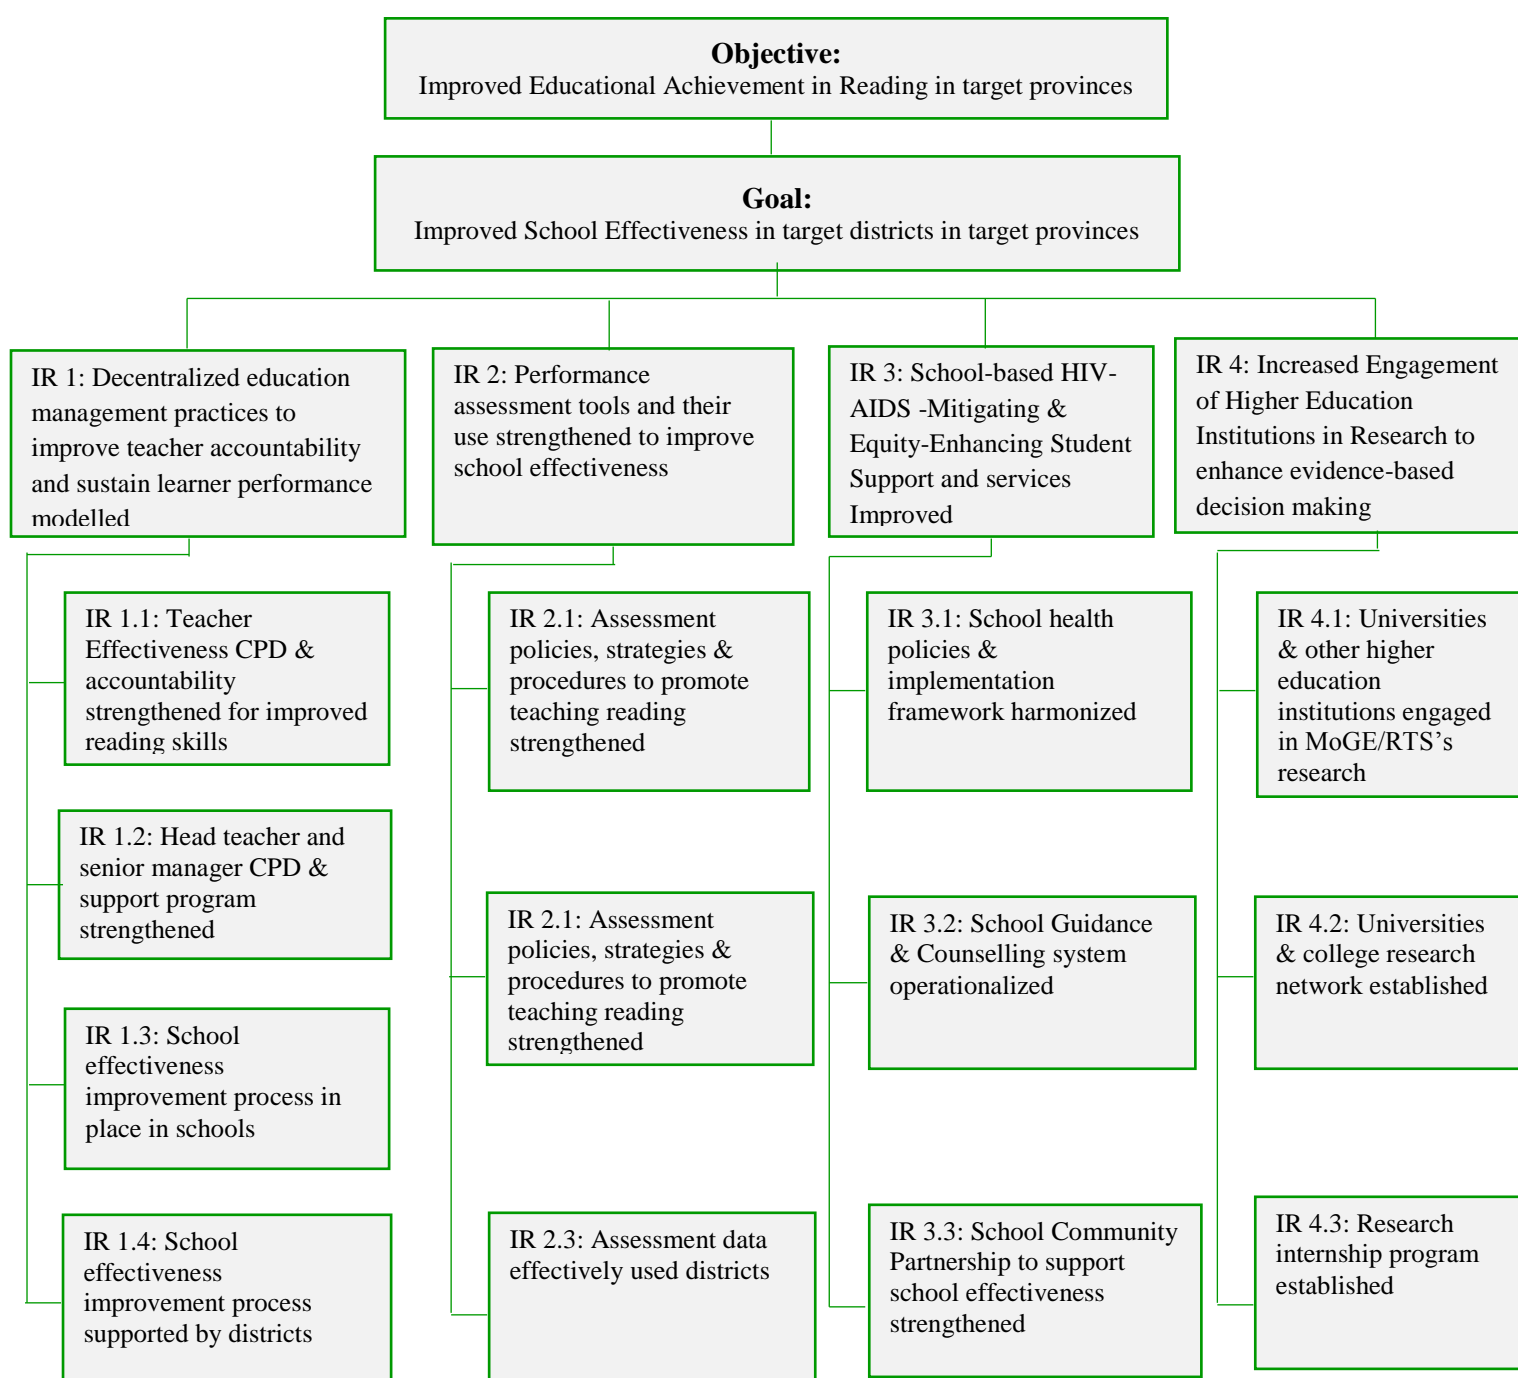 Objective:
Improved Educational Achievement in Reading in target provinces
Goal:
Improved School Effectiveness in target districts in target provinces
IR 1: Decentralized education
management practices to
improve teacher accountability
and sustain learner performance
modelled
IR 2: Performance
assessment tools and their
use strengthened to improve
school effectiveness
IR 3: School-based HIV-
AIDS -Mitigating &
Equity-Enhancing Student
Support and services
Improved
IR 4: Increased Engagement
of Higher Education
Institutions in Research to
enhance evidence-based
decision making
IR 1.1: Teacher
Effectiveness CPD &
accountability
strengthened for improved
reading skills
IR 1.2: Head teacher and
senior manager CPD &
support program
strengthened
IR 1.3: School
effectiveness
improvement process in
place in schools
IR 1.4: School
effectiveness
improvement process
supported by districts
IR 2.1: Assessment
policies, strategies &
procedures to promote
teaching reading
strengthened
IR 2.1: Assessment
policies, strategies &
procedures to promote
teaching reading
strengthened
IR 2.3: Assessment data
effectively used districts
IR 3.1: School health
policies &
implementation
framework harmonized
IR 3.2: School Guidance
& Counselling system
operationalized
IR 3.3: School Community
Partnership to support
school effectiveness
strengthened
IR 4.1: Universities
& other higher
education
institutions engaged
in MoGE/RTS’s
research
IR 4.2: Universities
& college research
network established
IR 4.3: Research
internship program
established